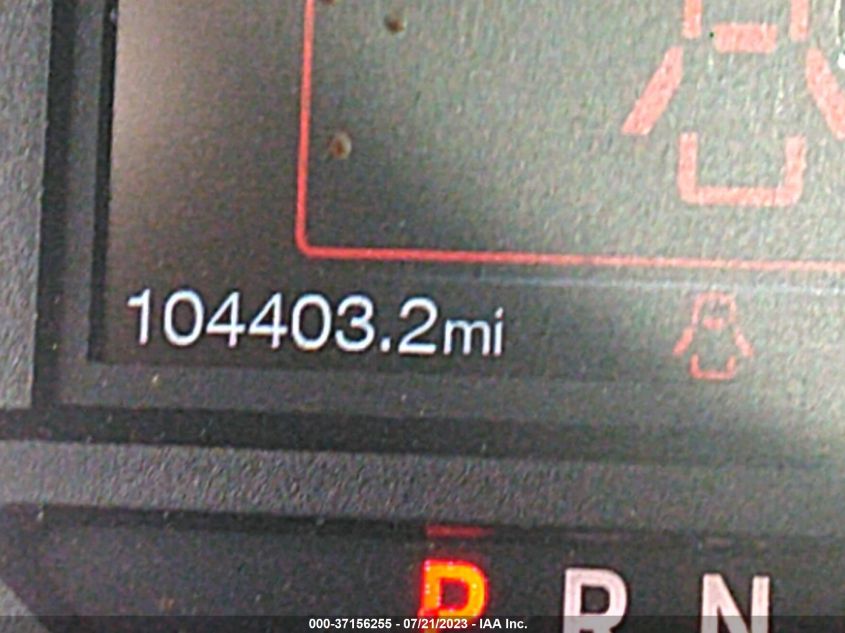 104403.2mi
P R N
000-37156255 - 07/21/2023 - IAA Inc.